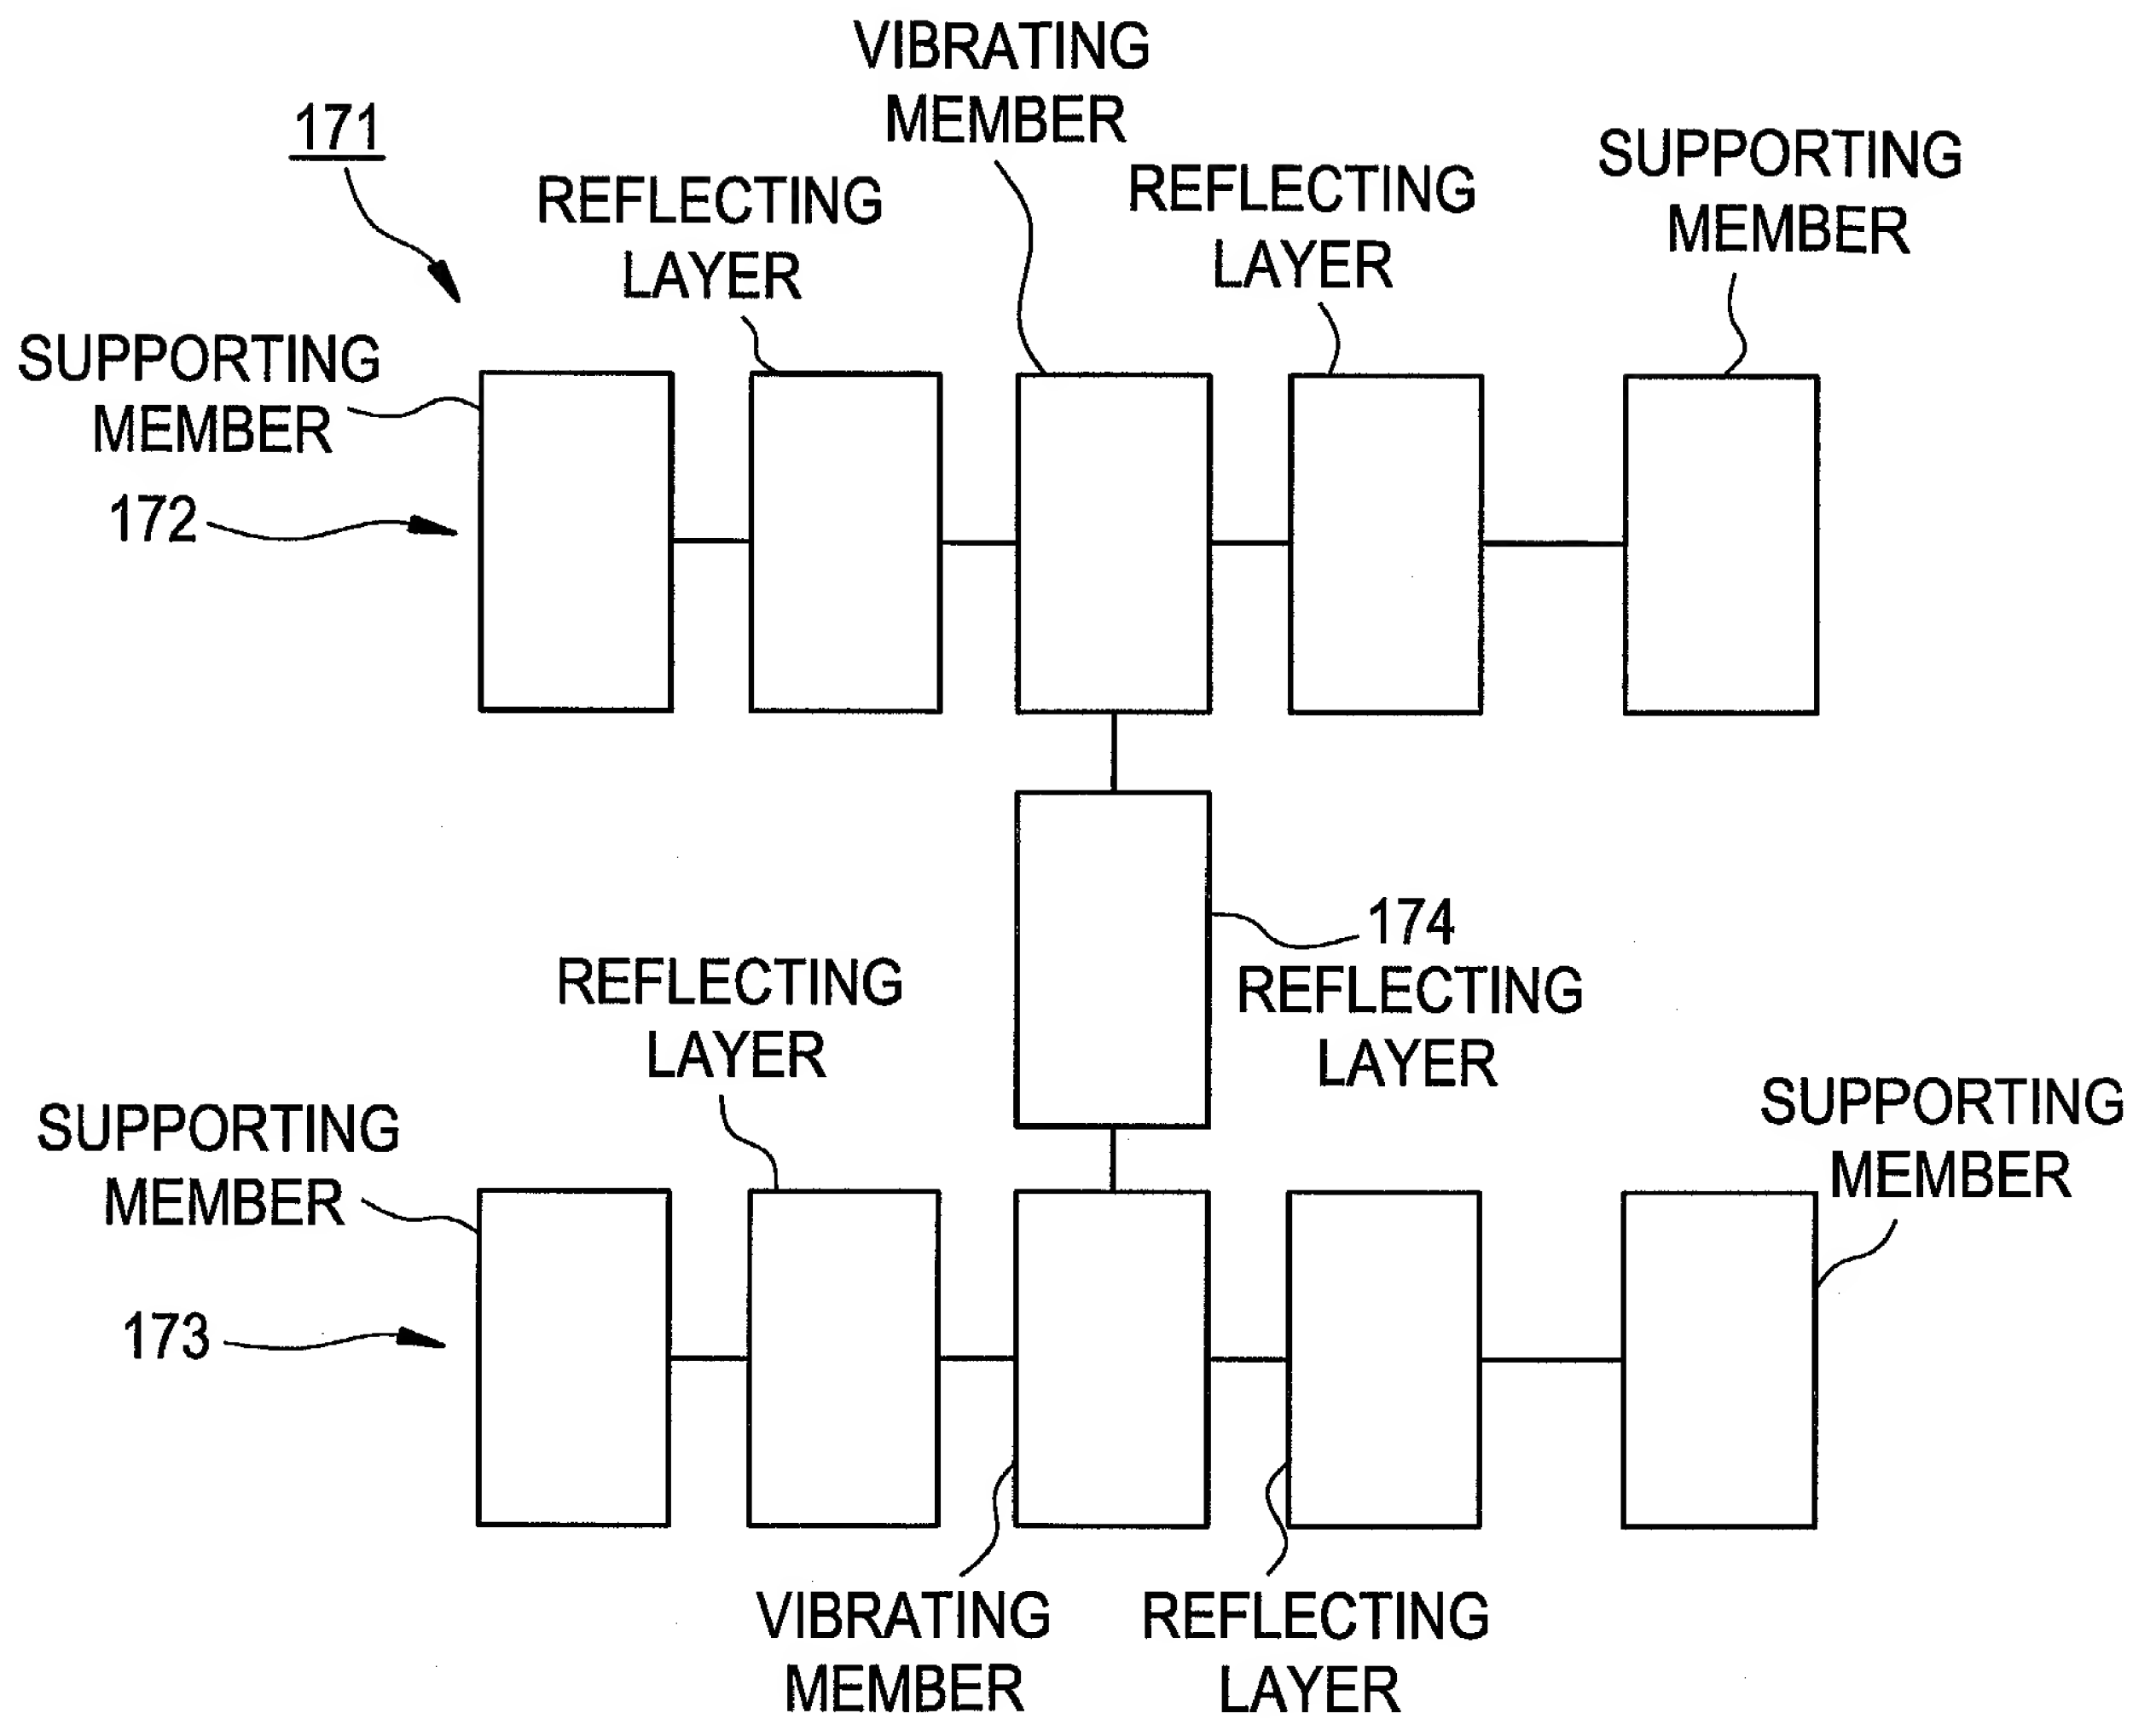 VIBRATING
MEMBER
171
SUPPORTING
MEMBER
REFLECTING
LAYER
REFLECTING
LAYER
SUPPORTING
MEMBER
172
174
REFLECTING
LAYER
REFLECTING
LAYER
SUPPORTING
MEMBER
SUPPORTING
MEMBER
173
VIBRATING
MEMBER
REFLECTING
LAYER